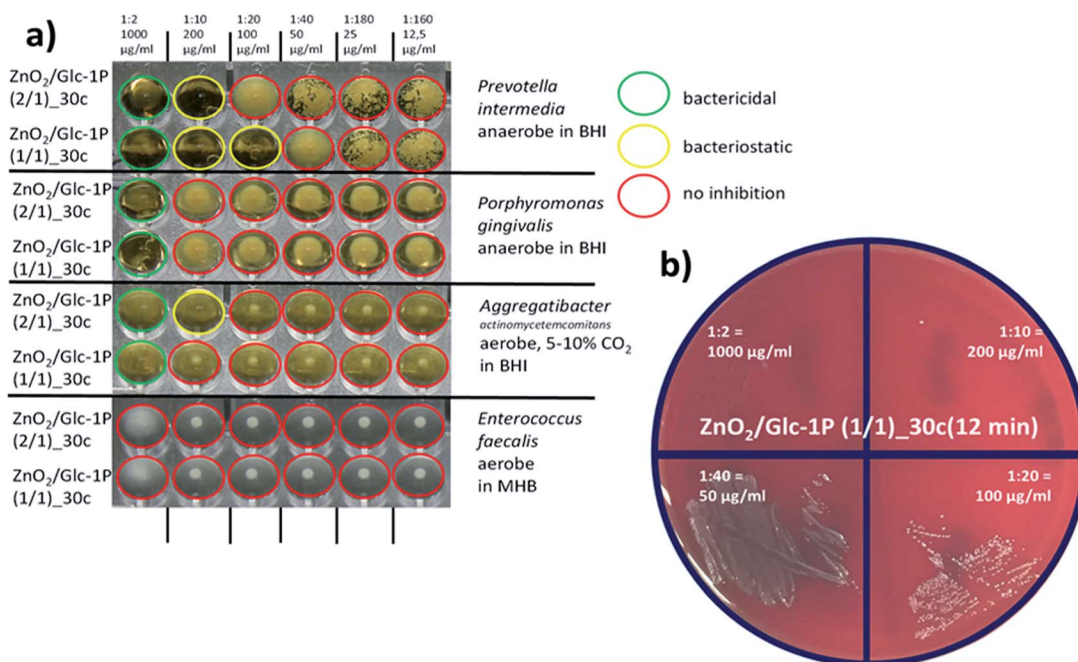 a)
1:2
1000
µg/ml
1:10
200
µg/ml
1:20
100
µg/ml
1:40
50
µg/ml
1:180
25
µg/ml
1:160
12,5
µg/ml
ZnO₂/Glc-1P
(2/1)_30c
ZnO₂/Glc-1P
(1/1)_30c
Prevotella
intermedia
anaerobe in BHI
ZnO₂/Glc-1P
(2/1)_30c
ZnO₂/Glc-1P
(1/1)_30c
Porphyromonas
gingivalis
anaerobe in BHI
ZnO₂/Glc-1P
(2/1)_30c
ZnO₂/Glc-1P
(1/1)_30c
Aggregatibacter
actinomycetemcomitans
aerobe, 5-10% CO₂
in BHI
ZnO₂/Glc-1P
(2/1)_30c
ZnO₂/Glc-1P
(1/1)_30c
Enterococcus
faecalis
aerobe
in MHB
bactericidal
bacteriostatic
no inhibition
b)
1:2 =
1000 µg/ml
1:10 =
200 µg/ml
ZnO₂/Glc-1P (1/1)_30c(12 min)
1:40 =
50 µg/ml
1:20 =
100 µg/ml